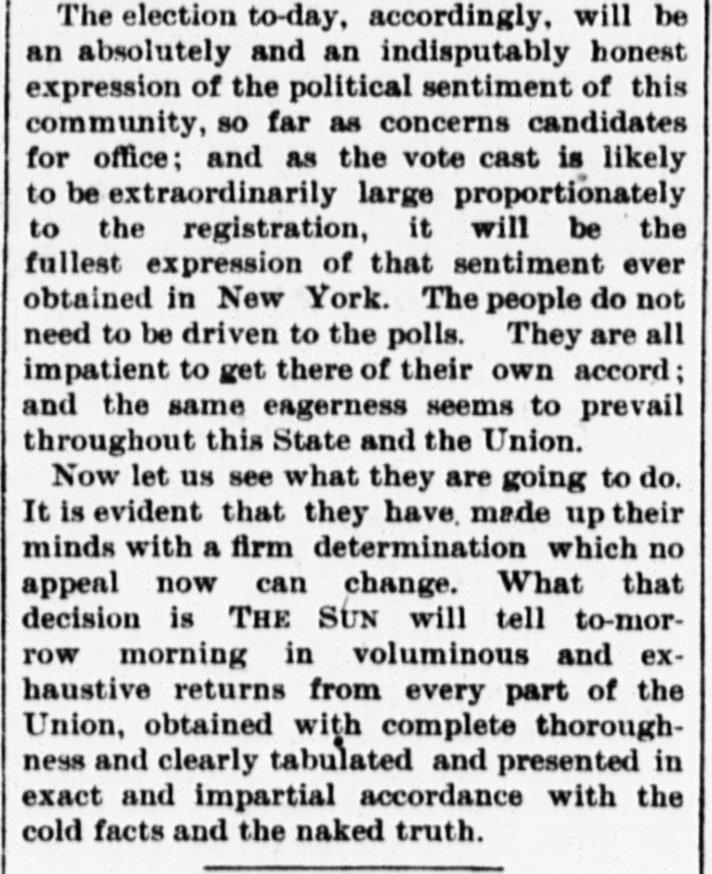 The election to-day, accordingly, will be
an absolutely and an indisputably honest
expression of the political sentiment of this
community, so far as concerns candidates
for office; and as the vote cast is likely
to be extraordinarily large proportionately
to the registration, it will be the
fullest expression of that sentiment ever
obtained in New York. The people do not
need to be driven to the polls. They are all
impatient to get there of their own accord;
and the same eagerness seems to prevail
throughout this State and the Union.
Now let us see what they are going to do.
It is evident that they have made up their
minds with a firm determination which no
appeal now can change. What that
decision is THE SUN will tell to-mor-
row morning in voluminous and ex-
haustive returns from every part of the
Union, obtained with complete thorough-
ness and clearly tabulated and presented in
exact and impartial accordance with the
cold facts and the naked truth.